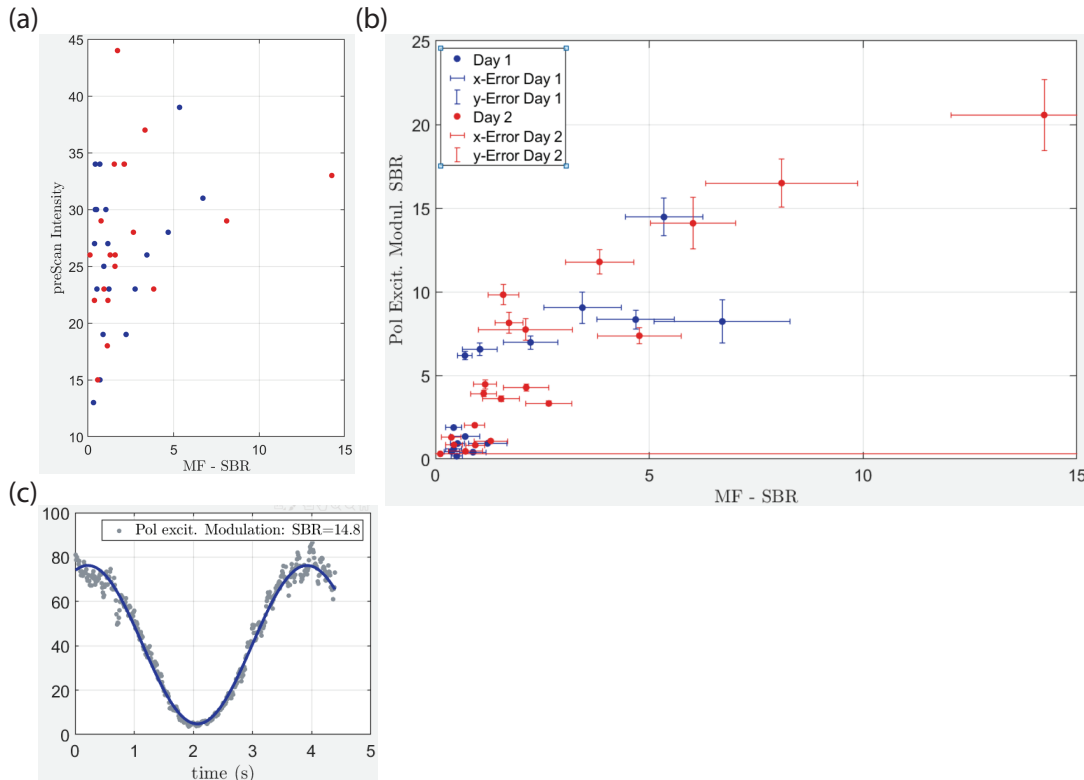 (a)
45
40
35
30
25
20
15
10
preScan Intensity
0
5
10
15
MF - SBR
(b)
25
20
15
10
5
0
Pol Excit. Modul. SBR
Day 1
x-Error Day 1
y-Error Day 1
Day 2
x-Error Day 2
y-Error Day 2
0
5
10
15
MF - SBR
(c)
100
80
60
40
20
0
Pol excit. Modulation: SBR=14.8
0
1
2
3
4
5
time (s)